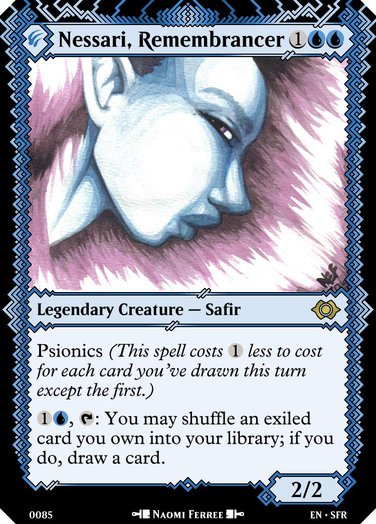 Nessari, Remembrancer 1
Legendary Creature — Safir
Psionics (This spell costs 1 less to cost
for each card you've drawn this turn
except the first.)
1, : You may shuffle an exiled
card you own into your library; if you
do, draw a card.
2/2
0085 Naomi Ferree EN • SFR